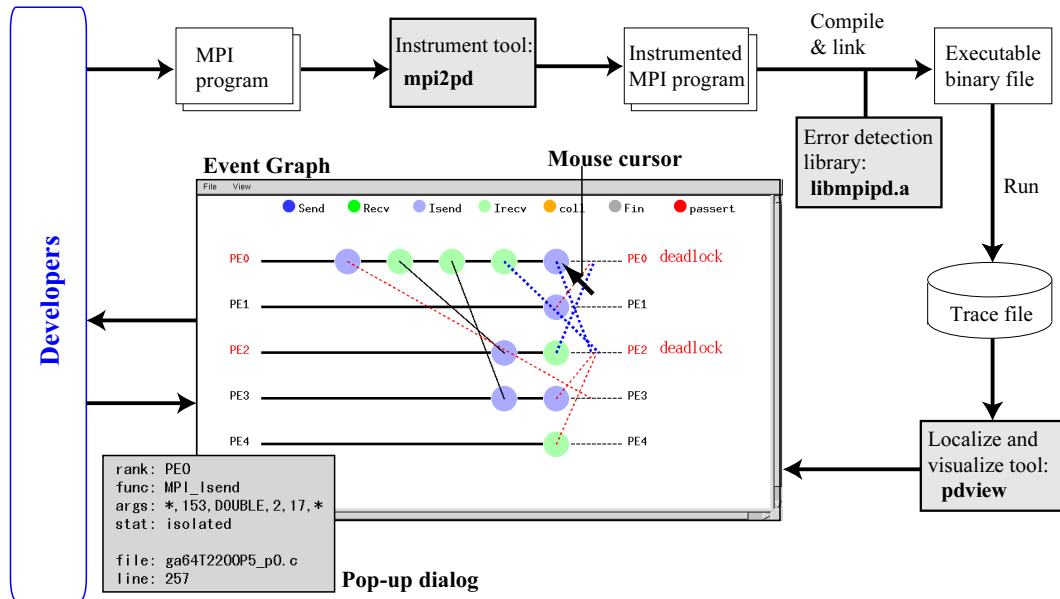 Developers
MPI
program
Instrument tool:
mpi2pd
Instrumented
MPI program
Compile
& link
Executable
binary file
Error detection
library:
libmpipd.a
Run
Trace file
Localize and
visualize tool:
pdview
Event Graph
Mouse cursor
File View
Send Recv Isend Irecv coll Fin passert
PE0 PE0 deadlock
PE1 PE1
PE2 PE2 deadlock
PE3 PE3
PE4 PE4
rank: PE0
func: MPI_Isend
args: *,153,DOUBLE,2,17,*
stat: isolated
file: ga64T2200P5_p0.c
line: 257
Pop-up dialog